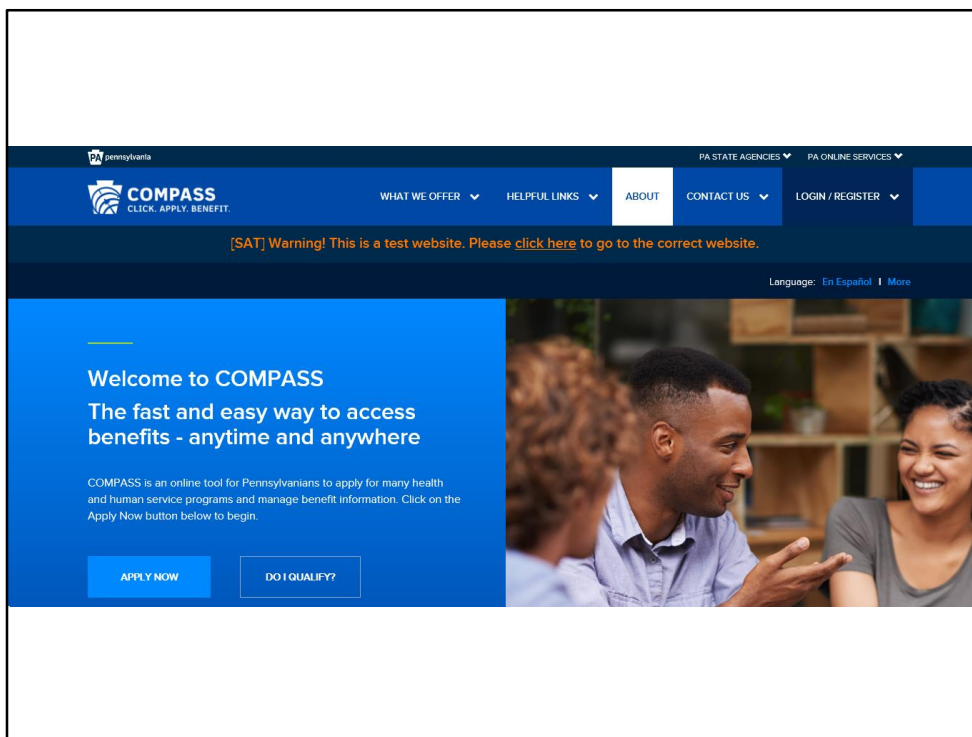 PA pennsylvania
PA STATE AGENCIES PA ONLINE SERVICES
COMPASS
CLICK. APPLY. BENEFIT.
WHAT WE OFFER HELPFUL LINKS ABOUT CONTACT US LOGIN / REGISTER
[SAT] Warning! This is a test website. Please click here to go to the correct website.
Language: En Español | More
Welcome to COMPASS
The fast and easy way to access
benefits - anytime and anywhere
COMPASS is an online tool for Pennsylvanians to apply for many health
and human service programs and manage benefit information. Click on the
Apply Now button below to begin.
APPLY NOW DO I QUALIFY?